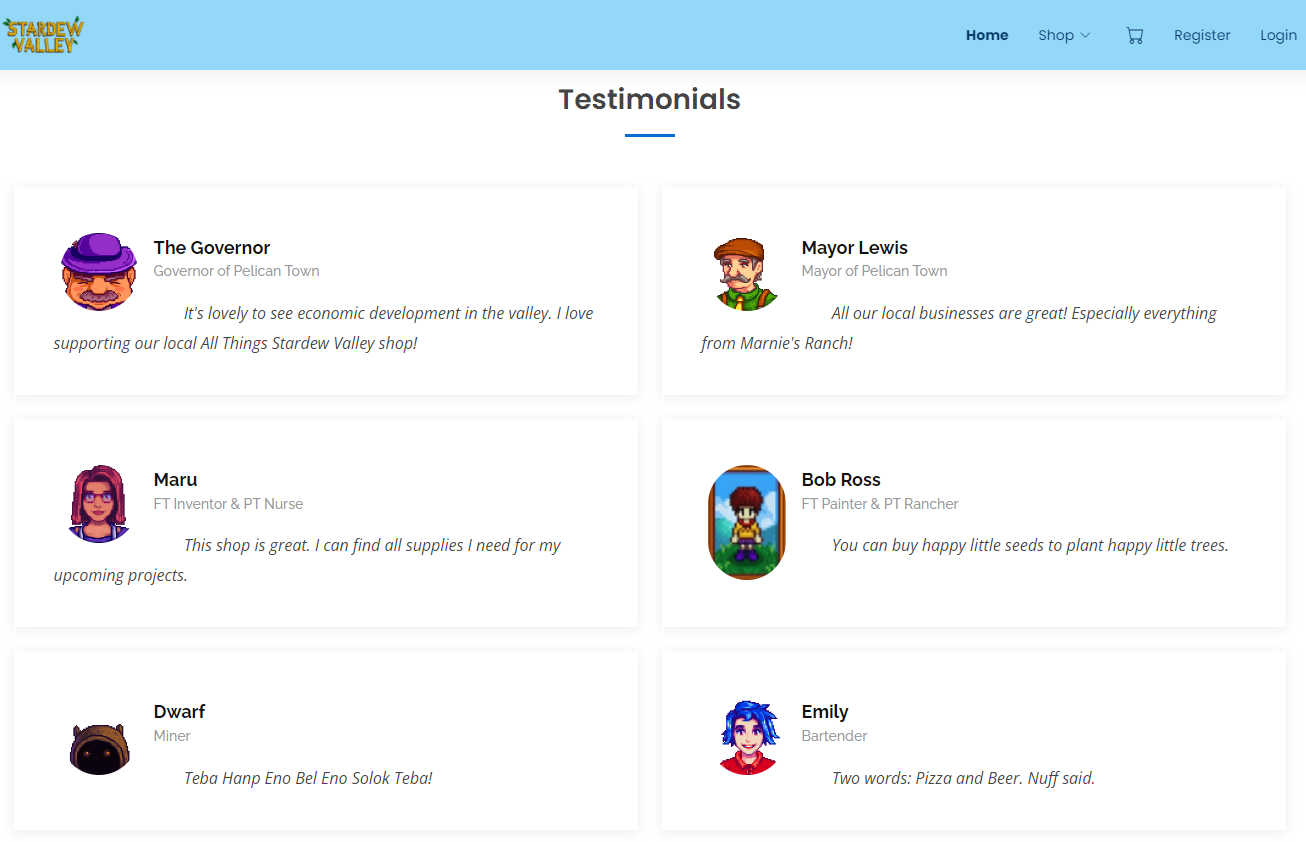 STARDEW
VALLEY
Home Shop Register Login
Testimonials
The Governor
Governor of Pelican Town
It's lovely to see economic development in the valley. I love
supporting our local All Things Stardew Valley shop!
Mayor Lewis
Mayor of Pelican Town
All our local businesses are great! Especially everything
from Marnie's Ranch!
Maru
FT Inventor & PT Nurse
This shop is great. I can find all supplies I need for my
upcoming projects.
Bob Ross
FT Painter & PT Rancher
You can buy happy little seeds to plant happy little trees.
Dwarf
Miner
Teba Hanp Eno Bel Eno Solok Teba!
Emily
Bartender
Two words: Pizza and Beer. Nuff said.